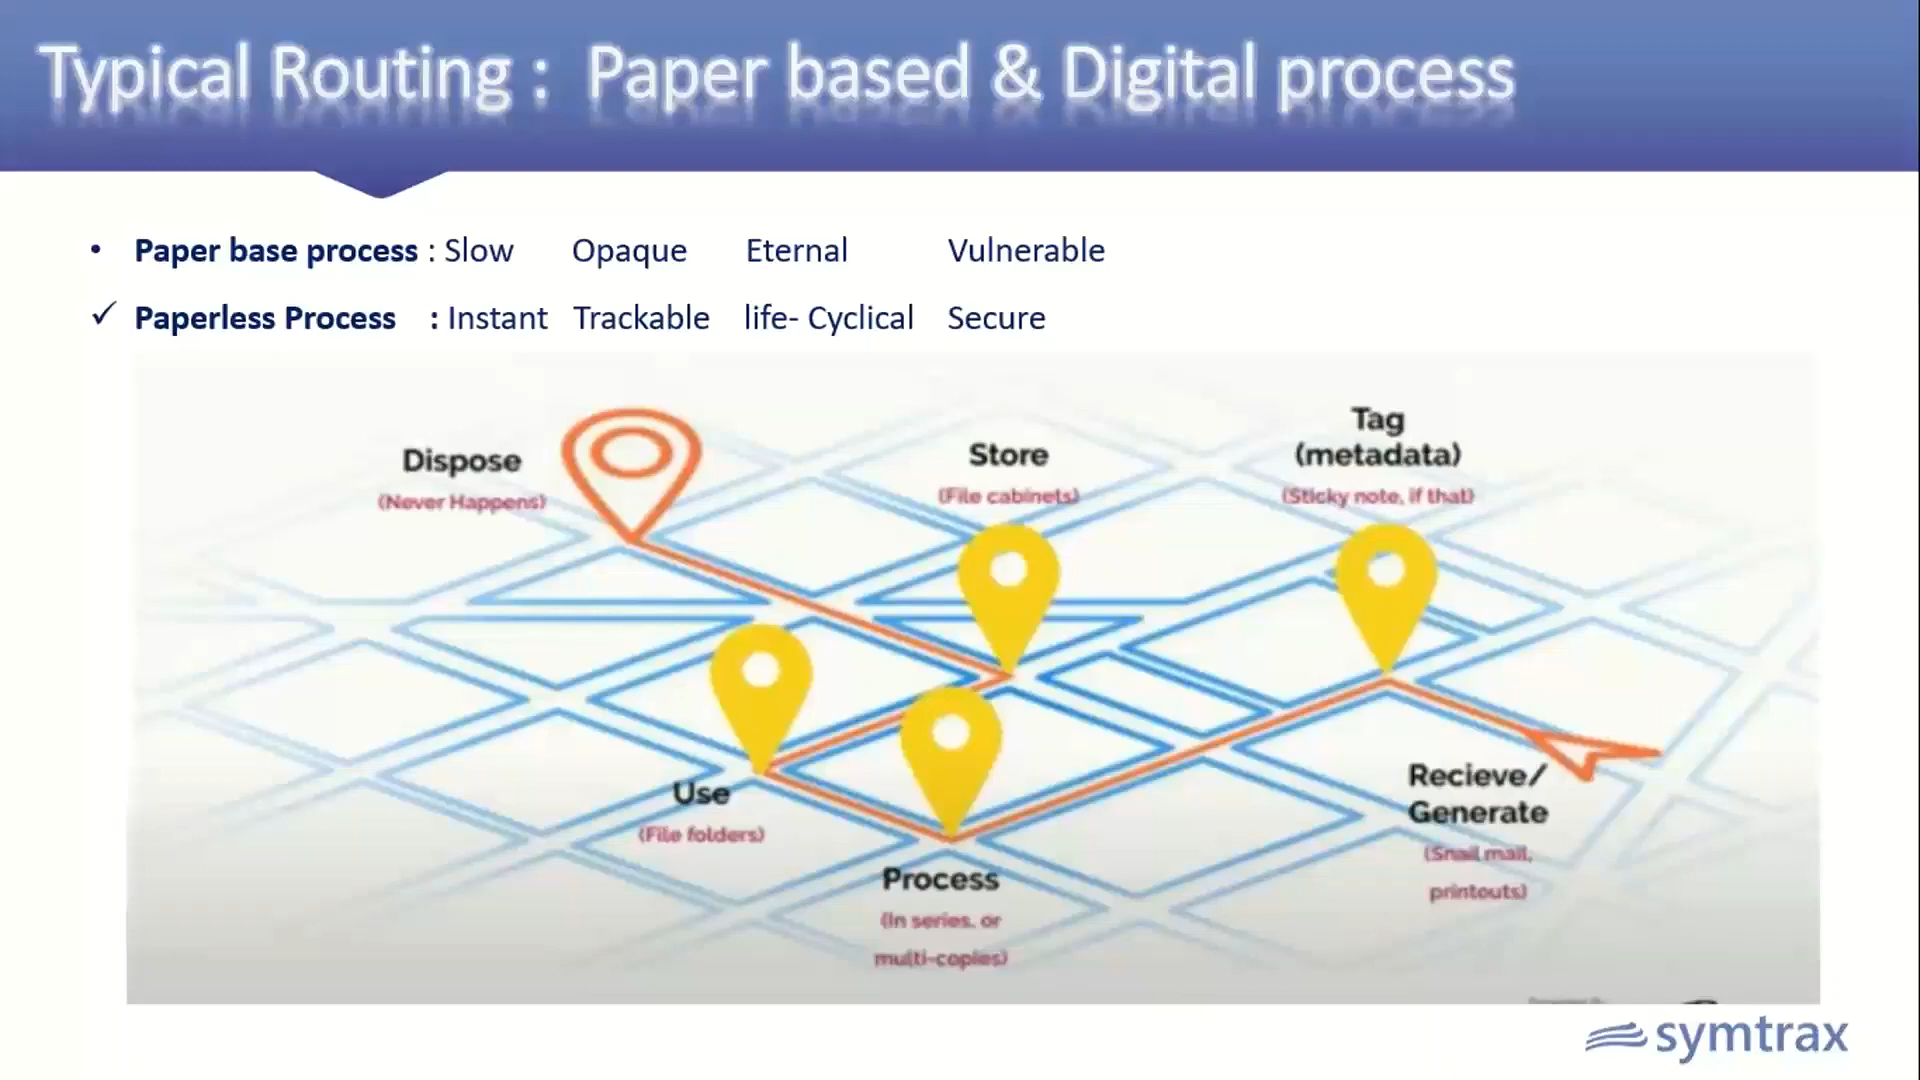 Typical Routing : Paper based & Digital process
• Paper base process : Slow Opaque Eternal Vulnerable
✓ Paperless Process : Instant Trackable life- Cyclical Secure
Dispose
(Never Happens)
Store
(File cabinets)
Tag
(metadata)
(Sticky note, if that)
Use
(File folders)
Process
(In series, or
multi-copies)
Recieve/
Generate
(Snail mail,
printouts)
symtrax